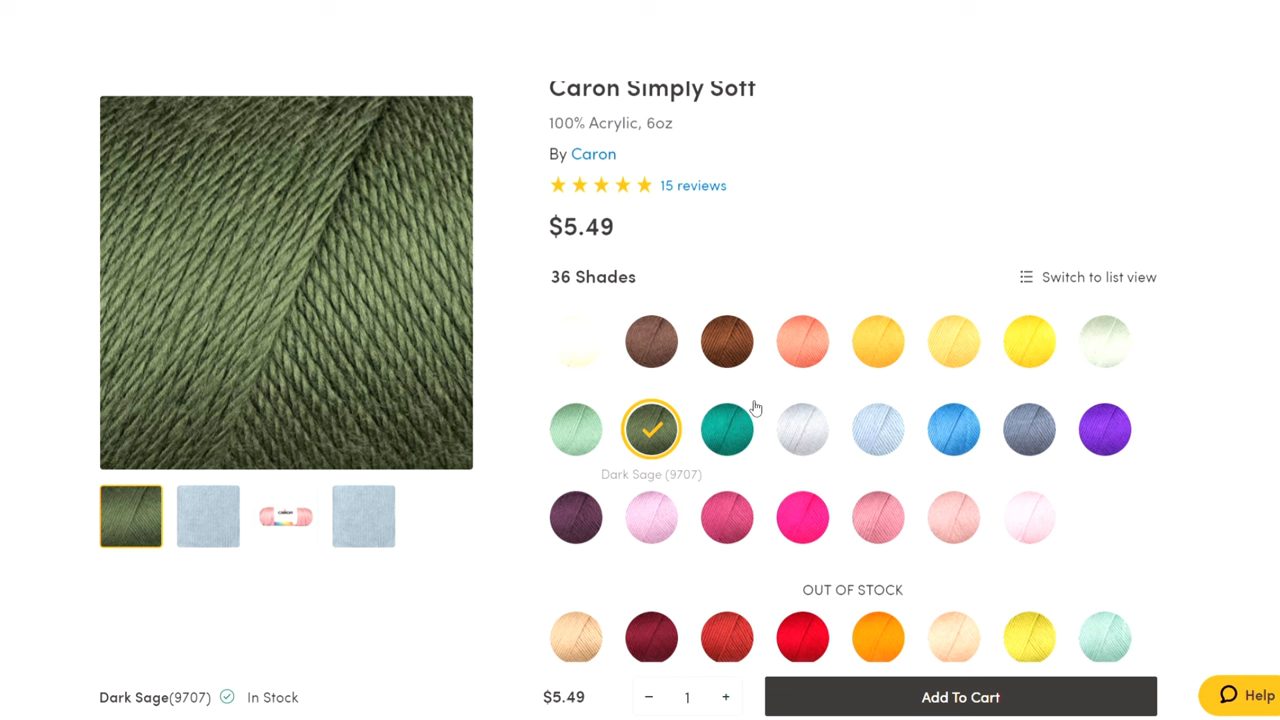 Caron Simply Soft
100% Acrylic, 6oz
By Caron
15 reviews
$5.49
36 Shades
Switch to list view
Dark Sage (9707)
OUT OF STOCK
Dark Sage(9707) In Stock
$5.49
− 1 +
Add To Cart
Help